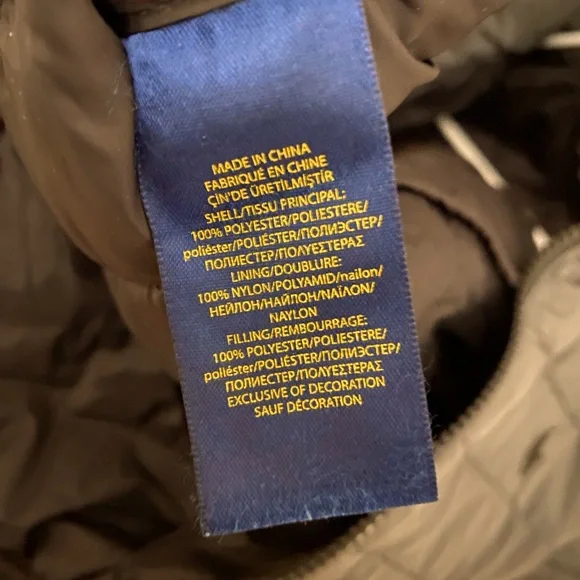 MADE IN CHINA
FABRIQUÉ EN CHINE
ÇİN'DE ÜRETİLMİŞTİR
SHELL/TISSU PRINCIPAL:
100% POLYESTER/POLIESTERE/
poliéster/POLIÉSTER/ПОЛИЭСТЕР/
ПОЛИЕСТЕР/ΠΟΛΥΕΣΤΕΡΑΣ
LINING/DOUBLURE:
100% NYLON/POLYAMID/nailon/
НЕЙЛОН/НАЙЛОН/ΝΑΪΛΟΝ/
NAYLON
FILLING/REMBOURRAGE:
100% POLYESTER/POLIESTERE/
poliéster/POLIÉSTER/ПОЛИЭСТЕР/
ПОЛИЕСТЕР/ΠΟΛΥΕΣΤΕΡΑΣ
EXCLUSIVE OF DECORATION
SAUF DÉCORATION